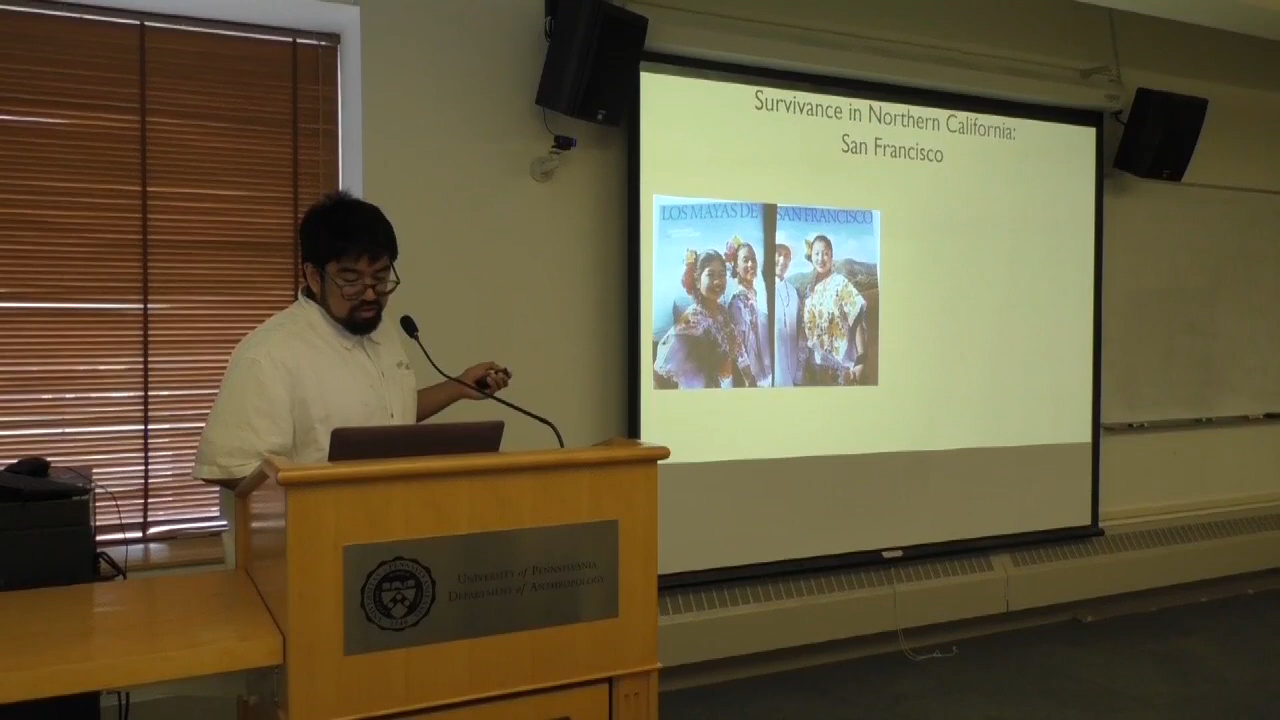 Survivance in Northern California:
San Francisco
LOS MAYAS DE SAN FRANCISCO
UNIVERSITY of PENNSYLVANIA
DEPARTMENT of ANTHROPOLOGY